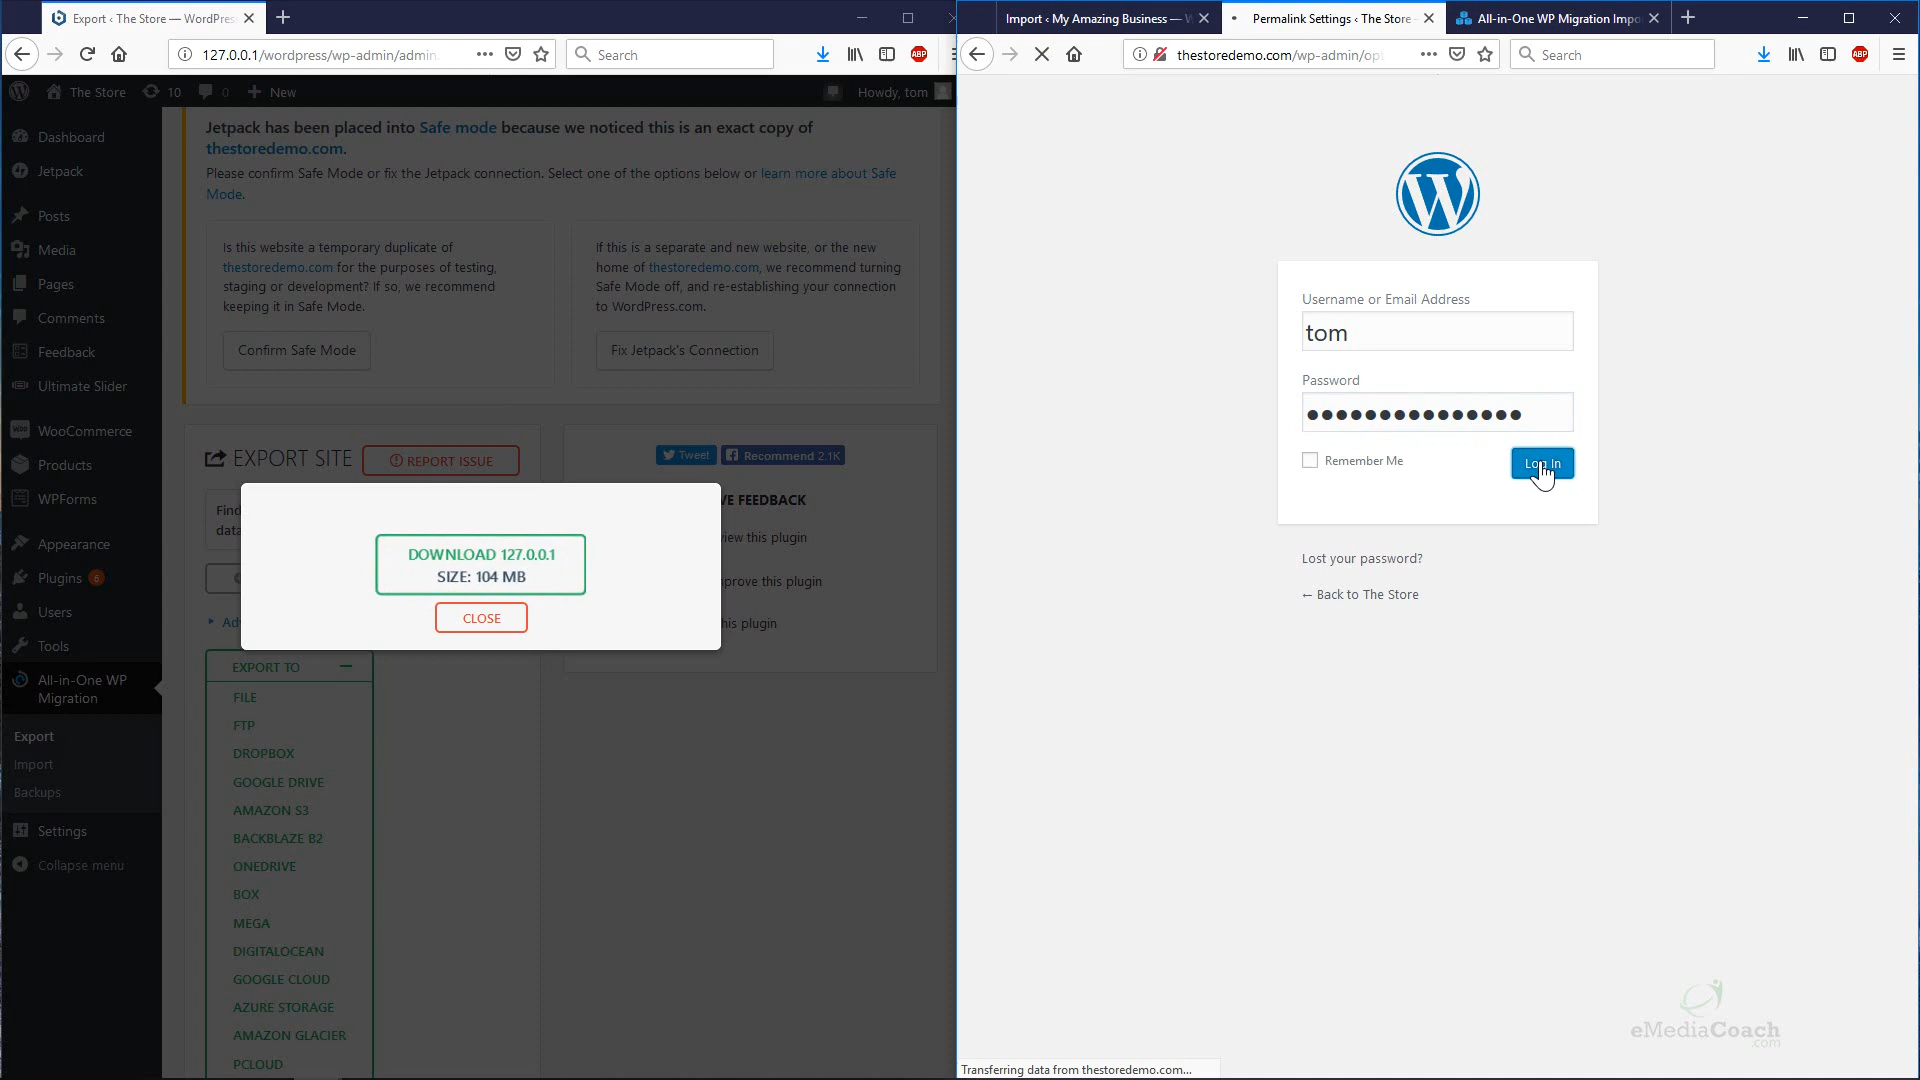 Export ‹ The Store — WordPres
127.0.0.1/wordpress/wp-admin/admin.
Search
ABP
The Store
10
0
New
Howdy, tom
Dashboard
Jetpack
Posts
Media
Pages
Comments
Feedback
Ultimate Slider
WooCommerce
Products
WPForms
Appearance
Plugins 6
Users
Tools
All-in-One WP
Migration
Export
Import
Backups
Settings
Collapse menu
Jetpack has been placed into Safe mode because we noticed this is an exact copy of
thestoredemo.com.
Please confirm Safe Mode or fix the Jetpack connection. Select one of the options below or learn more about Safe
Mode.
Is this website a temporary duplicate of
thestoredemo.com for the purposes of testing,
staging or development? If so, we recommend
keeping it in Safe Mode.
Confirm Safe Mode
If this is a separate and new website, or the new
home of thestoredemo.com, we recommend turning
Safe Mode off, and re-establishing your connection
to WordPress.com.
Fix Jetpack's Connection
EXPORT SITE
REPORT ISSUE
Tweet
Recommend 2.1K
Find
data
VE FEEDBACK
view this plugin
prove this plugin
his plugin
DOWNLOAD 127.0.0.1
SIZE: 104 MB
CLOSE
Ad
EXPORT TO
FILE
FTP
DROPBOX
GOOGLE DRIVE
AMAZON S3
BACKBLAZE B2
ONEDRIVE
BOX
MEGA
DIGITALOCEAN
GOOGLE CLOUD
AZURE STORAGE
AMAZON GLACIER
PCLOUD
Import ‹ My Amazing Business — W
Permalink Settings ‹ The Store -
All-in-One WP Migration Impo
thestoredemo.com/wp-admin/opt
Search
ABP
Username or Email Address
tom
Password
Remember Me
Log In
Lost your password?
← Back to The Store
eMediaCoach
.com
Transferring data from thestoredemo.com...